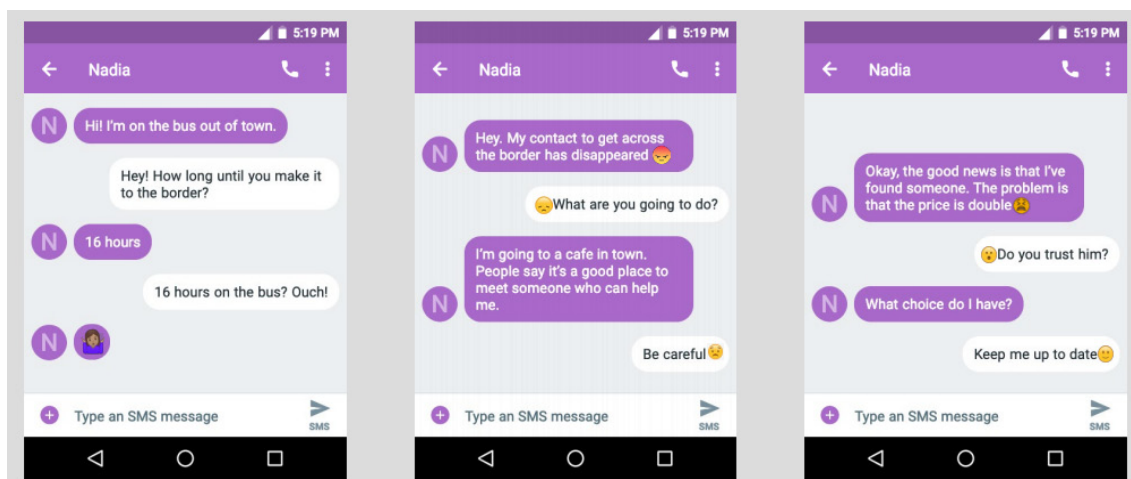 5:19 PM
Nadia
N
Hi! I'm on the bus out of town.
Hey! How long until you make it
to the border?
N
16 hours
16 hours on the bus? Ouch!
N
🤷🏾‍♀️
Type an SMS message
SMS
5:19 PM
Nadia
Hey. My contact to get across
the border has disappeared 😡
N
😞What are you going to do?
I'm going to a cafe in town.
People say it's a good place to
meet someone who can help
me.
N
Be careful😟
Type an SMS message
SMS
5:19 PM
Nadia
Okay, the good news is that I've
found someone. The problem is
that the price is double😫
N
😮Do you trust him?
N
What choice do I have?
Keep me up to date🙂
Type an SMS message
SMS